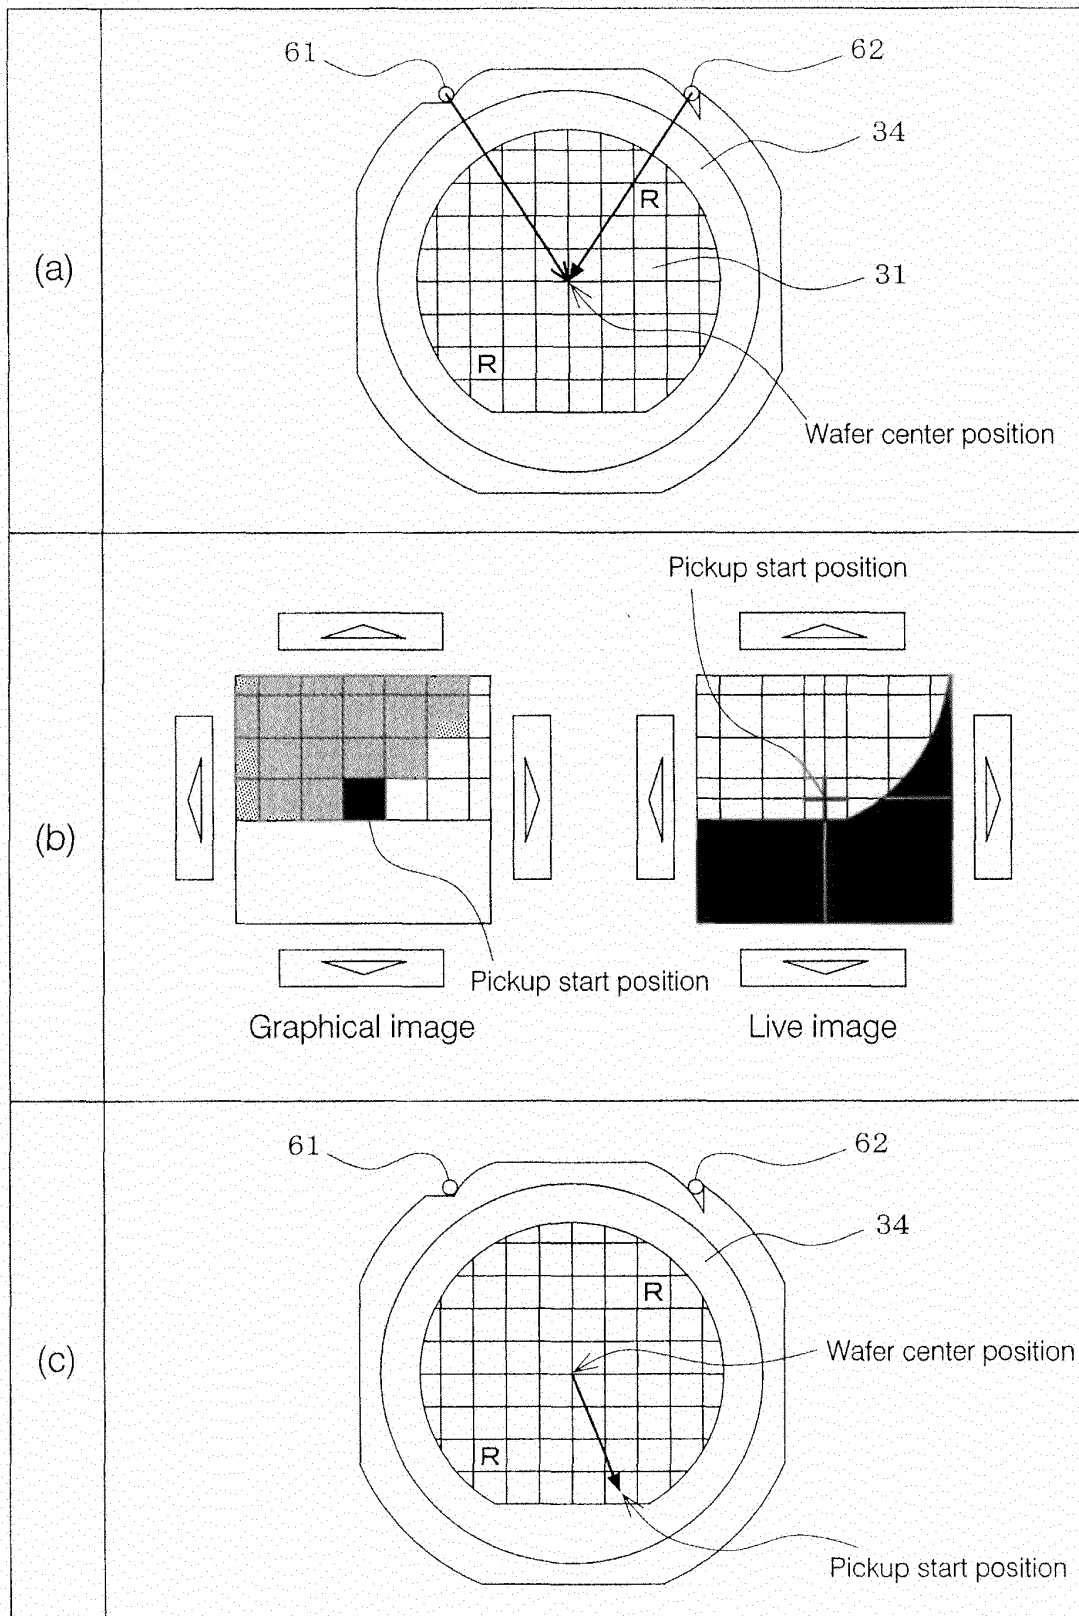 (a)
61
62
34
R
31
R
Wafer center position
(b)
Pickup start position
Pickup start position
Graphical image
Live image
(c)
61
62
34
R
Wafer center position
R
Pickup start position